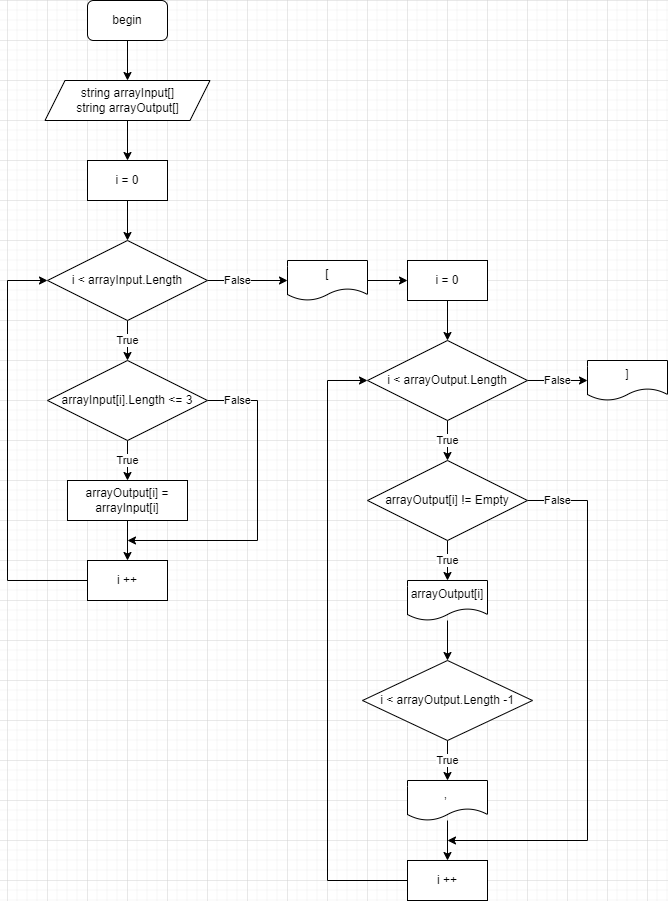 begin
string arrayInput[]
string arrayOutput[]
i = 0
i < arrayInput.Length
False
True
arrayInput[i].Length <= 3
False
True
arrayOutput[i] =
arrayInput[i]
i ++
[
i = 0
i < arrayOutput.Length
False
]
True
arrayOutput[i] != Empty
False
True
arrayOutput[i]
i < arrayOutput.Length -1
True
,
i ++